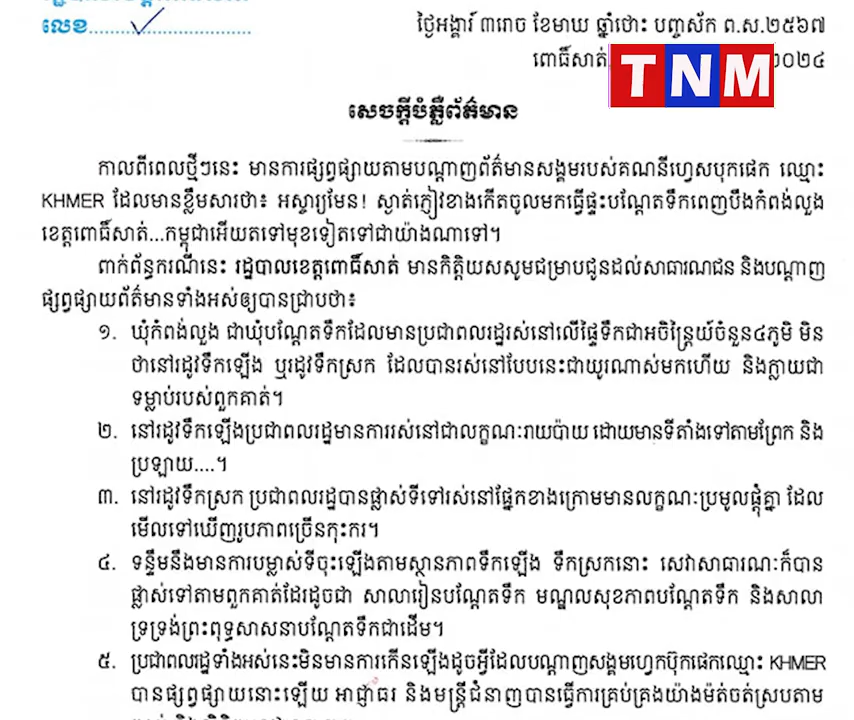 លេខ
ថ្ងៃអង្គារ ៣រោច ខែមាឃ ឆ្នាំថោះ បញ្ចស័ក ព.ស.២៥៦៧
ពោធិ៍សាត់
២០២៤
TNM
សេចក្តីបំភ្លឺព័ត៌មាន
កាលពីពេលថ្មីៗនេះ មានការផ្សព្វផ្សាយតាមបណ្តាញព័ត៌មានសង្គមរបស់គណនីហ្វេសបុកផេក ឈ្មោះ
KHMER ដែលមានខ្លឹមសារថា៖ អស្ចារ្យមែន! ស្ងាត់ភ្ញៀវខាងកើតចូលមកធ្វើផ្ទះបណ្តែតទឹកពេញបឹងកំពង់លួង
ខេត្តពោធិ៍សាត់...កម្ពុជាអើយតទៅមុខទៀតទៅជាយ៉ាងណាទៅ។
ពាក់ព័ន្ធករណីនេះ រដ្ឋបាលខេត្តពោធិ៍សាត់ មានកិត្តិយសសូមជម្រាបជូនដល់សាធារណជន និងបណ្តាញ
ផ្សព្វផ្សាយព័ត៌មានទាំងអស់ឲ្យបានជ្រាបថា៖
១. ឃុំកំពង់លួង ជាឃុំបណ្តែតទឹកដែលមានប្រជាពលរដ្ឋរស់នៅលើផ្ទៃទឹកជាអចិន្ត្រៃយ៍ចំនួន៤ភូមិ មិន
ថានៅរដូវទឹកឡើង ឬរដូវទឹកស្រក ដែលបានរស់នៅបែបនេះជាយូរណាស់មកហើយ និងក្លាយជា
ទម្លាប់របស់ពួកគាត់។
២. នៅរដូវទឹកឡើងប្រជាពលរដ្ឋមានការរស់នៅជាលក្ខណៈរាយប៉ាយ ដោយមានទីតាំងទៅតាមព្រែក និង
ប្រឡាយ....។
៣. នៅរដូវទឹកស្រក ប្រជាពលរដ្ឋបានផ្លាស់ទីទៅរស់នៅផ្នែកខាងក្រោមមានលក្ខណៈប្រមូលផ្តុំគ្នា ដែល
មើលទៅឃើញរូបភាពច្រើនកុះករ។
៤. ទន្ទឹមនឹងមានការបម្លាស់ទីចុះឡើងតាមស្ថានភាពទឹកឡើង ទឹកស្រកនោះ សេវាសាធារណៈក៏បាន
ផ្លាស់ទៅតាមពួកគាត់ដែរដូចជា សាលារៀនបណ្តែតទឹក មណ្ឌលសុខភាពបណ្តែតទឹក និងសាលា
ទ្រទ្រង់ព្រះពុទ្ធសាសនាបណ្តែតទឹកជាដើម។
៥. ប្រជាពលរដ្ឋទាំងអស់នេះមិនមានការកើនឡើងដូចអ្វីដែលបណ្តាញសង្គមហ្វេកប៊ុកផេកឈ្មោះ KHMER
បានផ្សព្វផ្សាយនោះឡើយ អាជ្ញាធរ និងមន្ត្រីជំនាញបានធ្វើការគ្រប់គ្រងយ៉ាងម៉ត់ចត់ស្របតាម